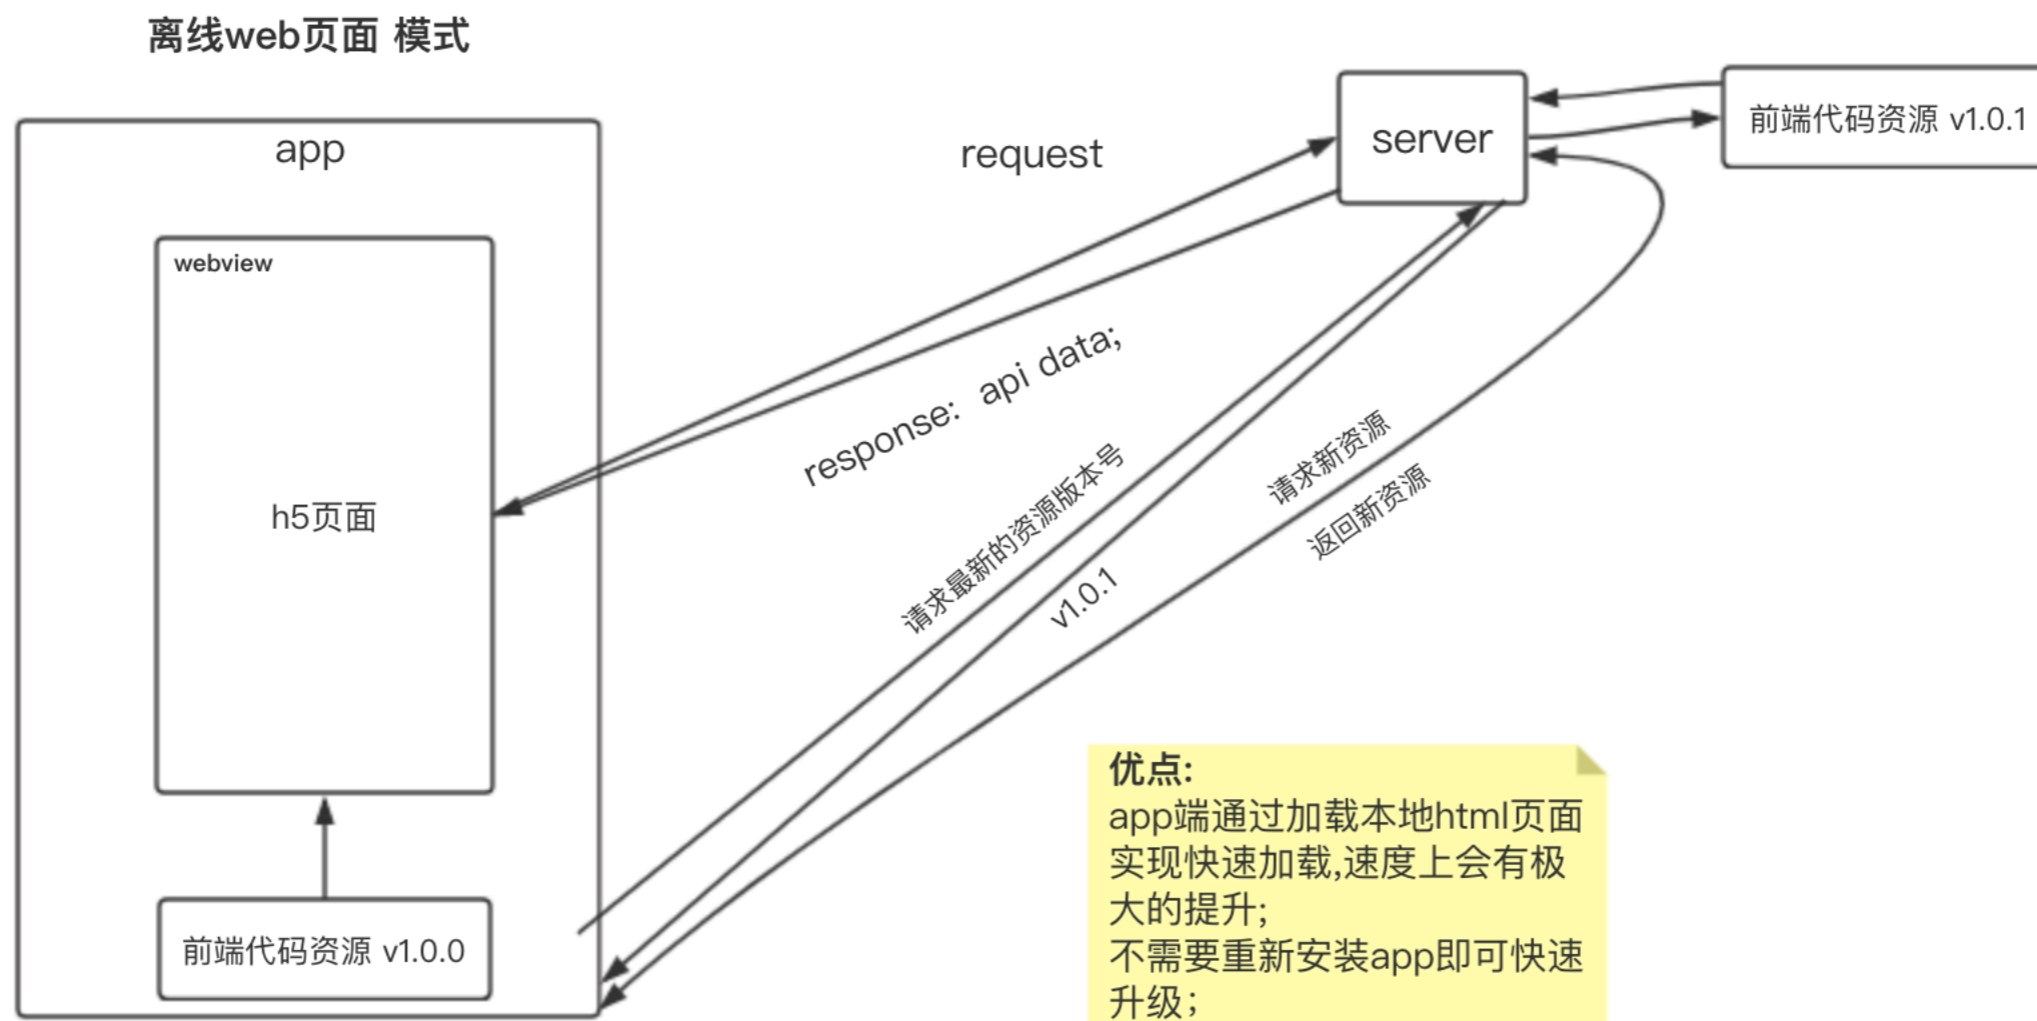 离线web页面 模式
app
webview
h5页面
前端代码资源 v1.0.0
request
response: api data;
server
前端代码资源 v1.0.1
请求最新的资源版本号
v1.0.1
请求新资源
返回新资源
优点:
app端通过加载本地html页面
实现快速加载,速度上会有极
大的提升;
不需要重新安装app即可快速
升级；